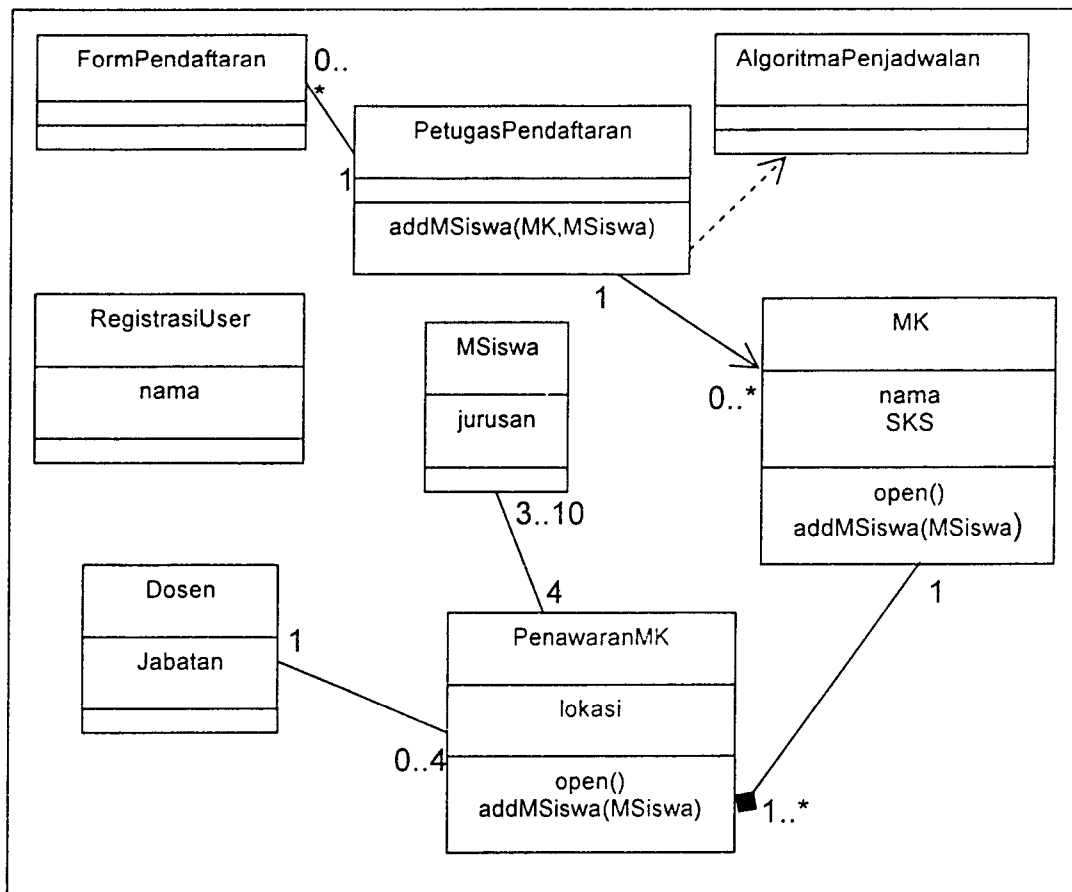 FormPendaftaran
0..
*
AlgoritmaPenjadwalan
PetugasPendaftaran
1
addMSiswa(MK,MSiswa)
1
RegistrasiUser
nama
MSiswa
jurusan
3..10
MK
0..*
nama
SKS
open()
addMSiswa(MSiswa)
1
Dosen
1
Jabatan
4
PenawaranMK
lokasi
0..4
open()
addMSiswa(MSiswa)
1..*